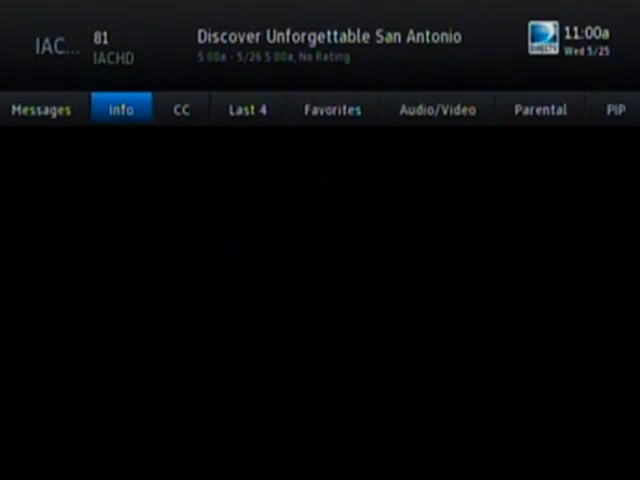 IAC...
81
IACHD
Discover Unforgettable San Antonio
5:00a - 5/26 5:00a, No Rating
DIRECTV
11:00a
Wed 5/25
Messages Info CC Last 4 Favorites Audio/Video Parental PIP